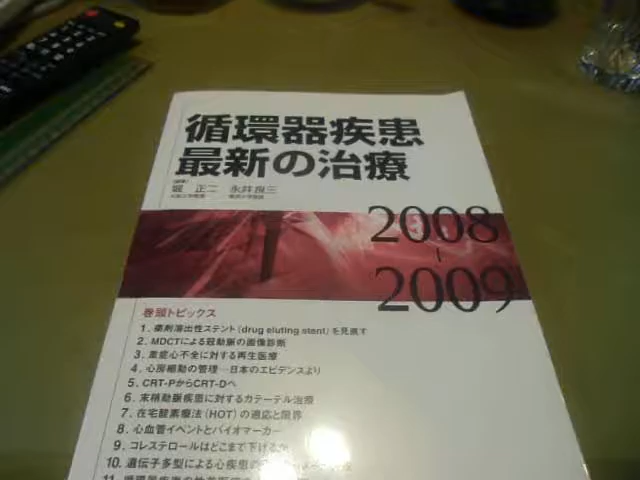 循環器疾患
最新の治療
堀 正二 永井良三
2008
-
2009
巻頭トピックス
1. 薬剤溶出性ステント(drug eluting stent)を見直す
2. MDCTによる冠動脈の画像診断
3. 重症心不全に対する再生医療
4. 心房細動の管理―日本のエビデンスより
5. CRT-PからCRT-Dへ
6. 末梢動脈疾患に対するカテーテル治療
7. 在宅酸素療法(HOT)の適応と限界
8. 心血管イベントとバイオマーカー
9. コレステロールはどこまで下げるか
10. 遺伝子多型による心疾患の
11. 循環器疾患の